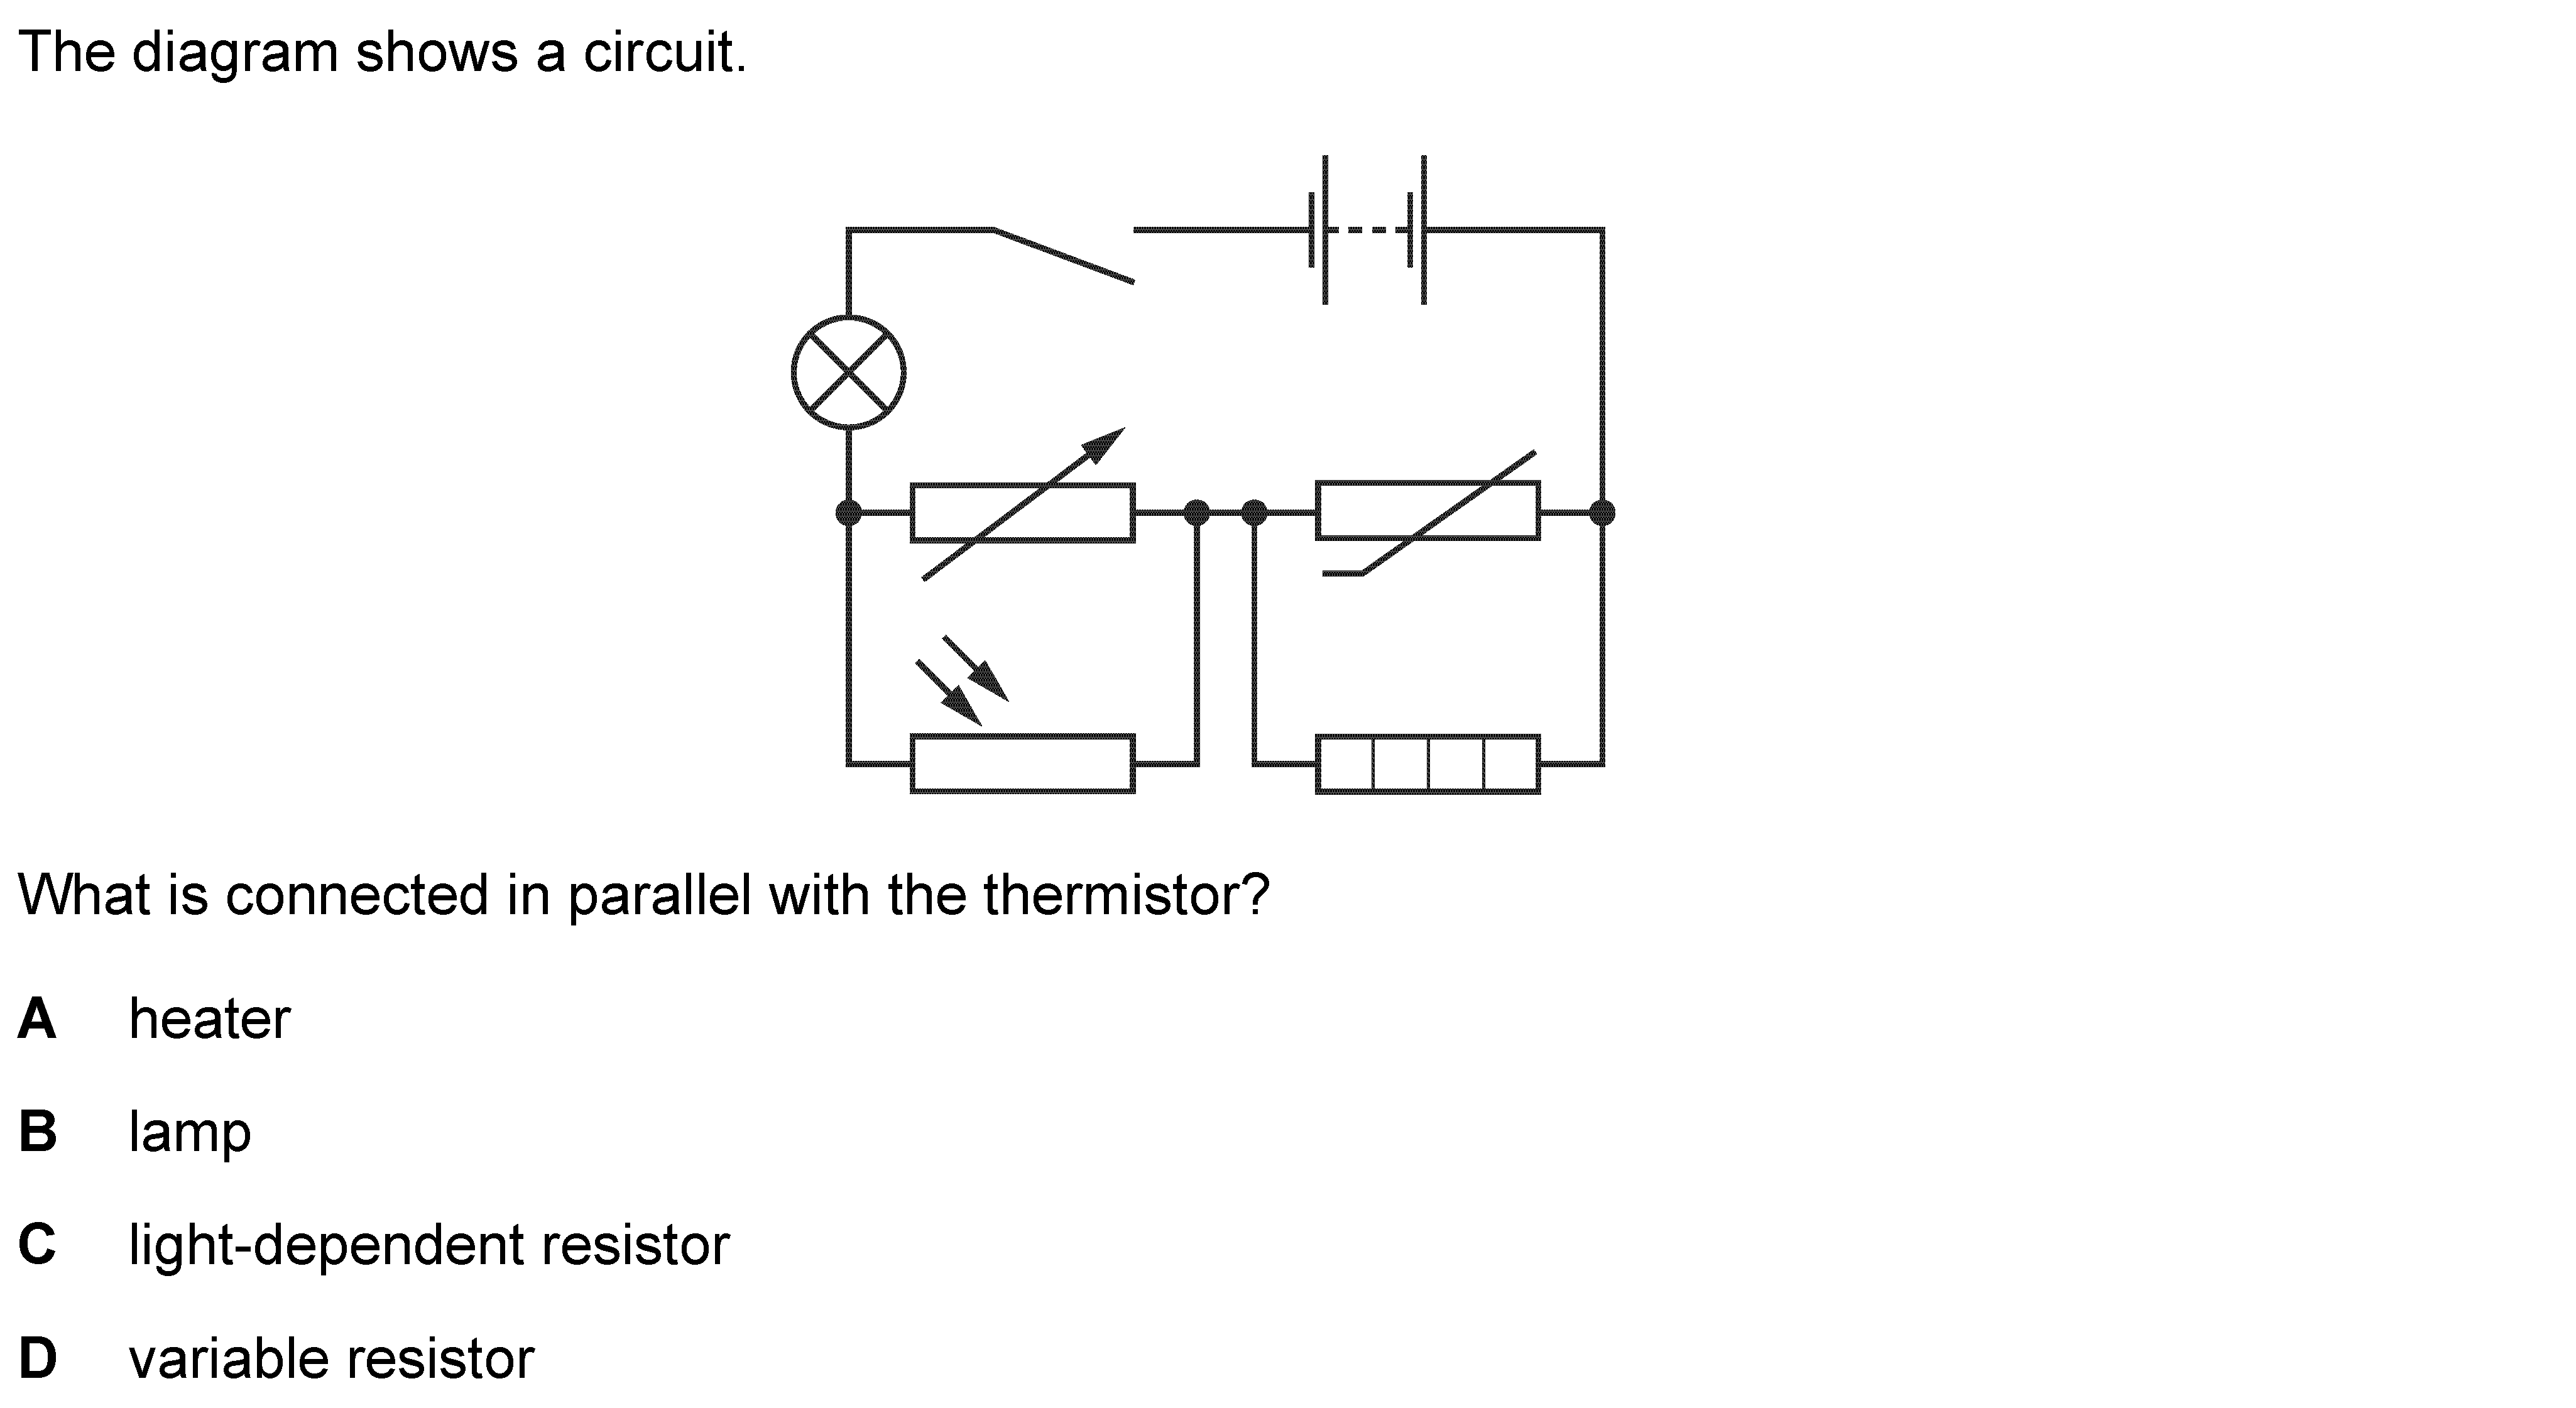 The diagram shows a circuit.
What is connected in parallel with the thermistor?
A heater
B lamp
C light-dependent resistor
D variable resistor